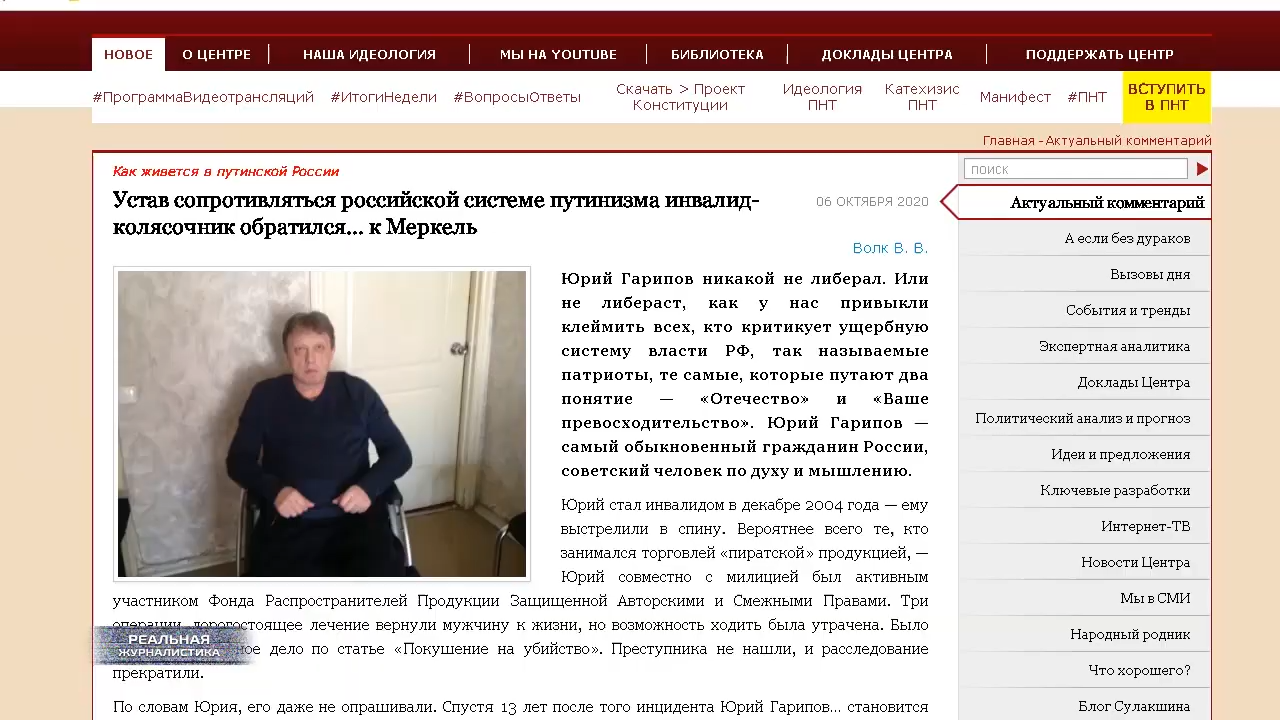 НОВОЕ О ЦЕНТРЕ НАША ИДЕОЛОГИЯ МЫ НА YOUTUBE БИБЛИОТЕКА ДОКЛАДЫ ЦЕНТРА ПОДДЕРЖАТЬ ЦЕНТР
#ПрограммаВидеотрансляций #ИтогиНедели #ВопросыОтветы
Скачать > Проект
Конституции
Идеология
ПНТ
Катехизис
ПНТ
Манифест #ПНТ
ВСТУПИТЬ
В ПНТ
Главная - Актуальный комментарий
Как живется в путинской России
Устав сопротивляться российской системе путинизма инвалид-
колясочник обратился... к Меркель
06 ОКТЯБРЯ 2020
Волк В. В.
Юрий Гарипов никакой не либерал. Или
не либераст, как у нас привыкли
клеймить всех, кто критикует ущербную
систему власти РФ, так называемые
патриоты, те самые, которые путают два
понятие — «Отечество» и «Ваше
превосходительство». Юрий Гарипов —
самый обыкновенный гражданин России,
советский человек по духу и мышлению.
Юрий стал инвалидом в декабре 2004 года — ему
выстрелили в спину. Вероятнее всего те, кто
занимался торговлей «пиратской» продукцией, —
Юрий совместно с милицией был активным
участником Фонда Распространителей Продукции Защищенной Авторскими и Смежными Правами. Три
операции, дорогостоящее лечение вернули мужчину к жизни, но возможность ходить была утрачена. Было
дело по статье «Покушение на убийство». Преступника не нашли, а расследование
прекратили.
По словам Юрия, его даже не опрашивали. Спустя 13 лет после того инцидента Юрий Гарипов... становится
РЕАЛЬНАЯ
ЖУРНАЛИСТИКА
поиск
Актуальный комментарий
А если без дураков
Вызовы дня
События и тренды
Экспертная аналитика
Доклады Центра
Политический анализ и прогноз
Идеи и предложения
Ключевые разработки
Интернет-ТВ
Новости Центра
Мы в СМИ
Народный родник
Что хорошего?
Блог Сулакшина